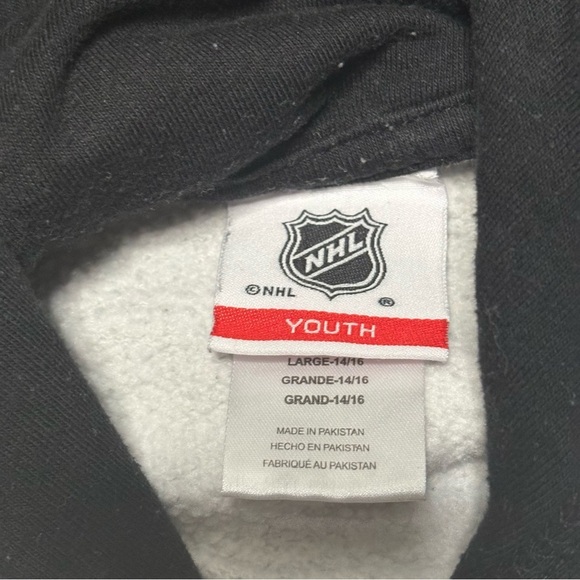 NHL
©NHL ®
YOUTH
LARGE-14/16
GRANDE-14/16
GRAND-14/16
MADE IN PAKISTAN
HECHO EN PAKISTAN
FABRIQUÉ AU PAKISTAN